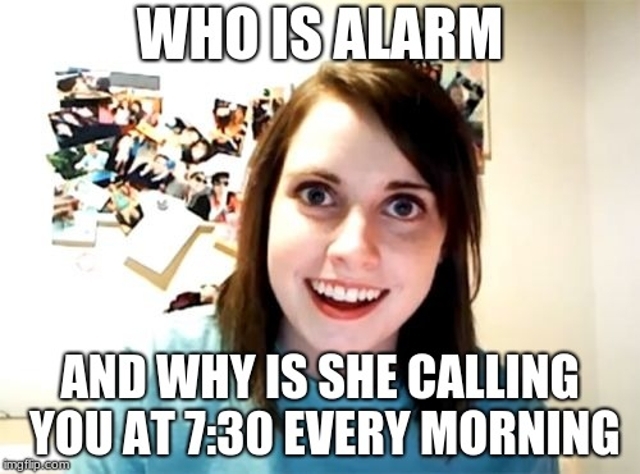 WHO IS ALARM
AND WHY IS SHE CALLING
YOU AT 7:30 EVERY MORNING
imgflip.com